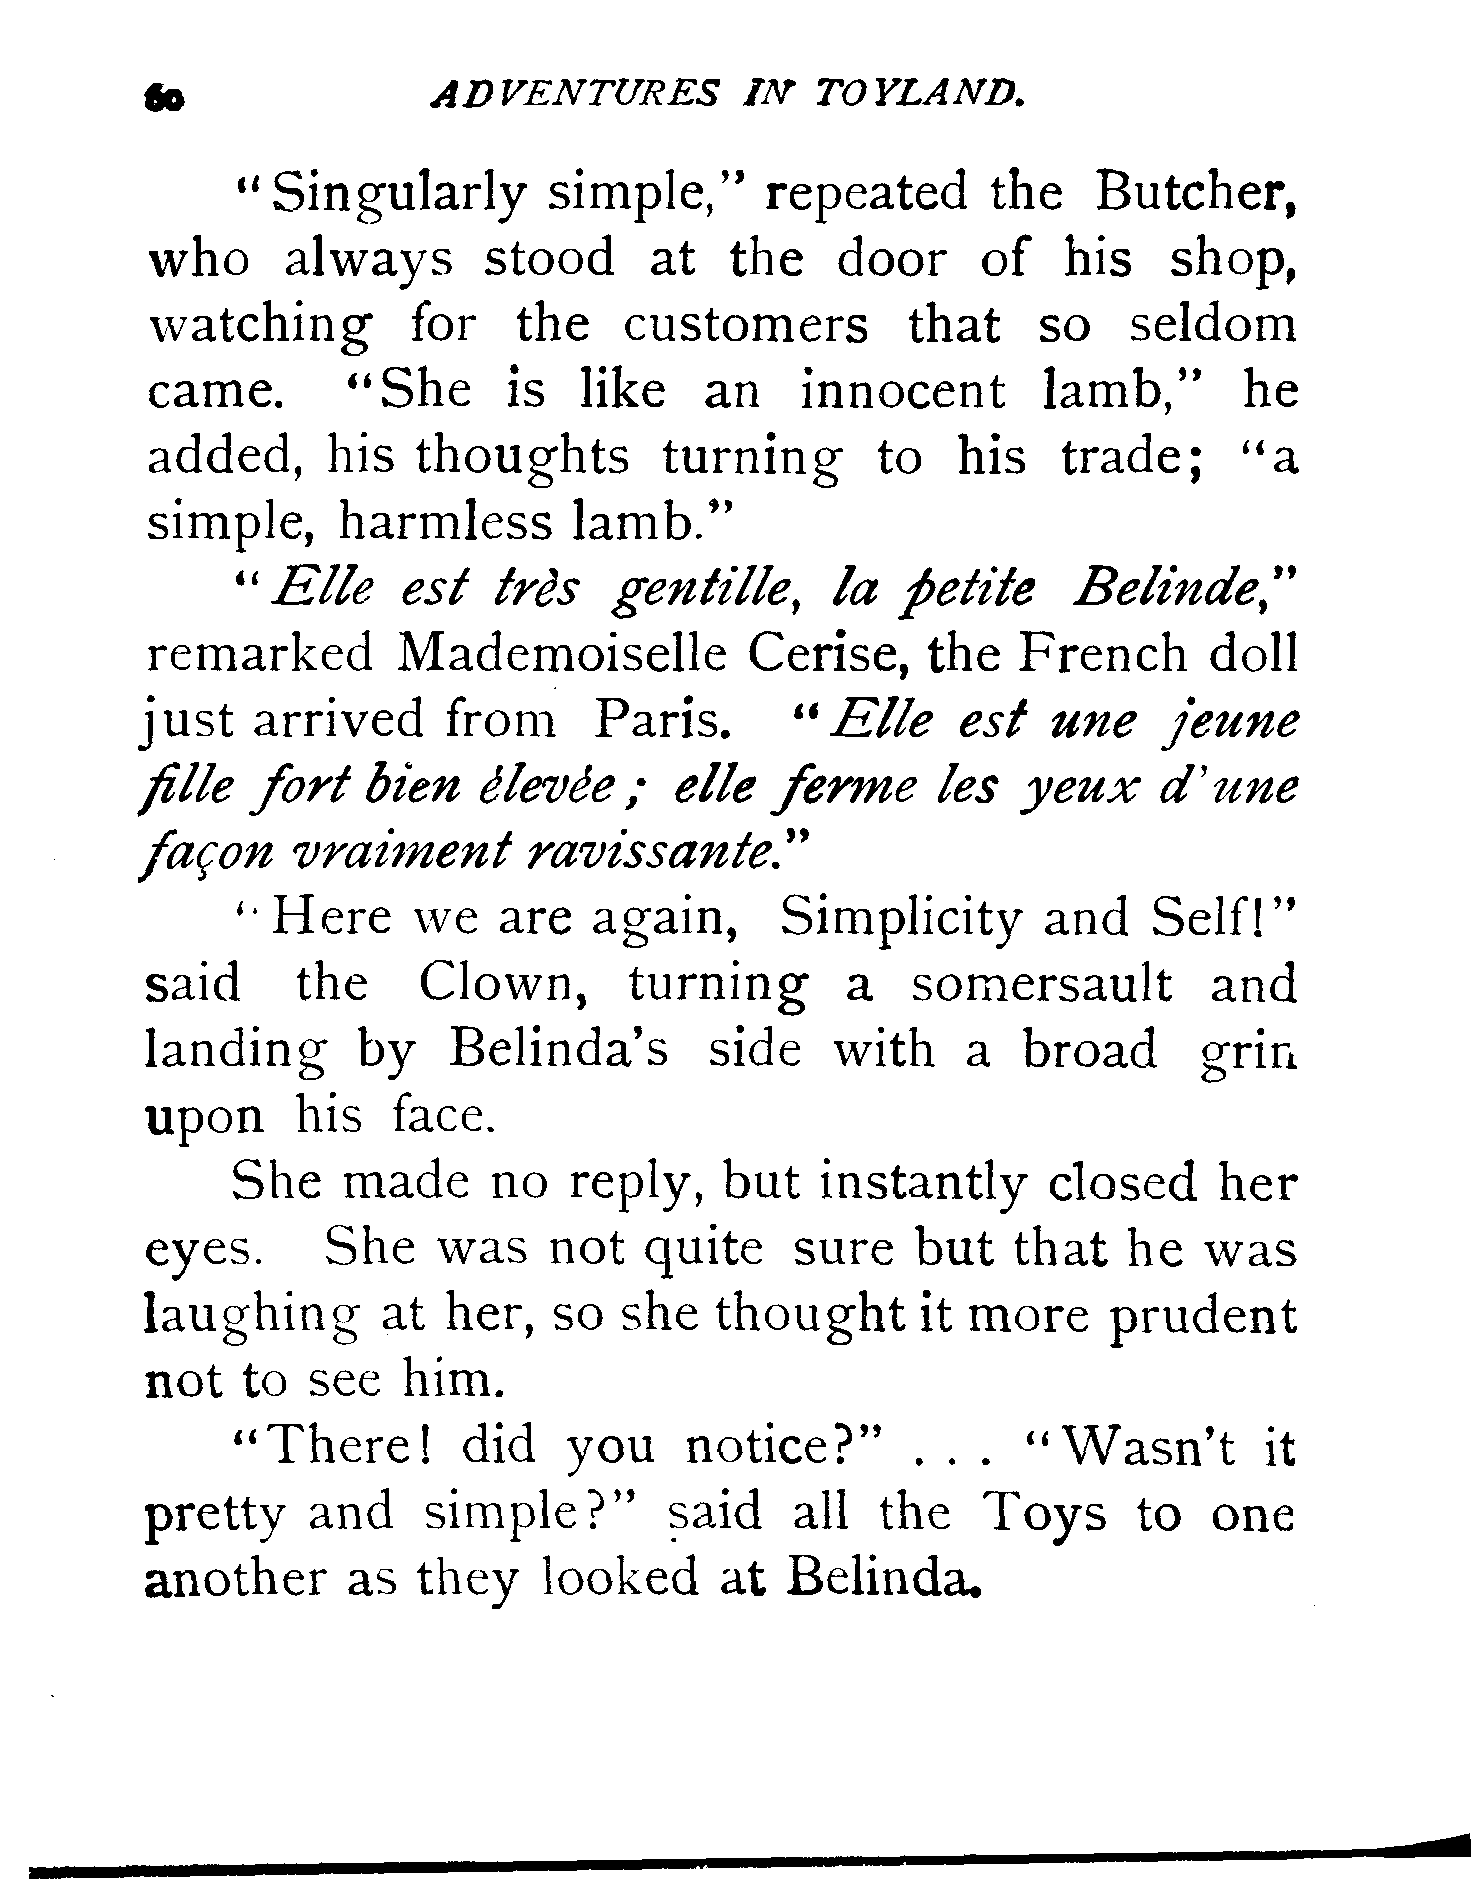 60 ADVENTURES IN TOYLAND.
"Singularly simple," repeated the Butcher,
who always stood at the door of his shop,
watching for the customers that so seldom
came. "She is like an innocent lamb," he
added, his thoughts turning to his trade; "a
simple, harmless lamb."
"Elle est très gentille, la petite Belinde,"
remarked Mademoiselle Cerise, the French doll
just arrived from Paris. "Elle est une jeune
fille fort bien élevée; elle ferme les yeux d'une
façon vraiment ravissante."
"Here we are again, Simplicity and Self!"
said the Clown, turning a somersault and
landing by Belinda's side with a broad grin
upon his face.
She made no reply, but instantly closed her
eyes. She was not quite sure but that he was
laughing at her, so she thought it more prudent
not to see him.
"There! did you notice?" . . . "Wasn't it
pretty and simple?" said all the Toys to one
another as they looked at Belinda.